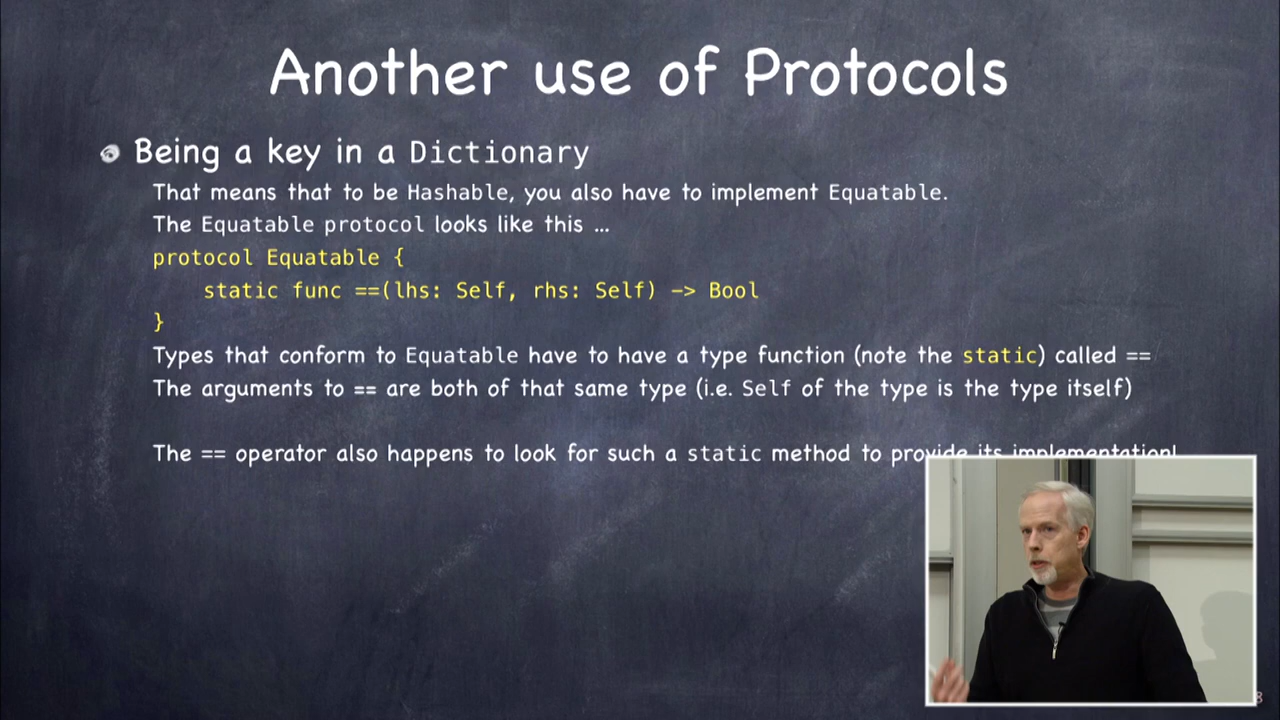 Another use of Protocols
Being a key in a Dictionary
That means that to be Hashable, you also have to implement Equatable.
The Equatable protocol looks like this ...
protocol Equatable {
static func ==(lhs: Self, rhs: Self) -> Bool
}
Types that conform to Equatable have to have a type function (note the static) called ==
The arguments to == are both of that same type (i.e. Self of the type is the type itself)
The == operator also happens to look for such a static method to provide its implementation!
8